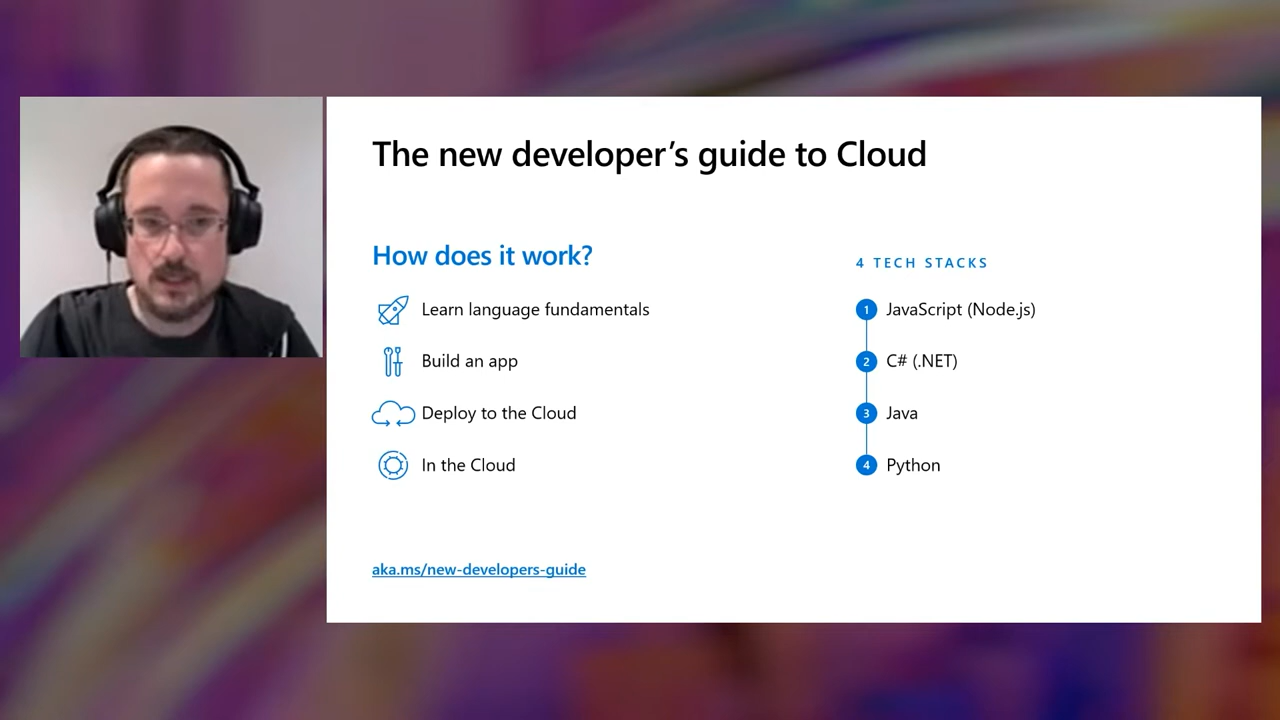 The new developer’s guide to Cloud
How does it work?
Learn language fundamentals
Build an app
Deploy to the Cloud
In the Cloud
4 TECH STACKS
1 JavaScript (Node.js)
2 C# (.NET)
3 Java
4 Python
aka.ms/new-developers-guide